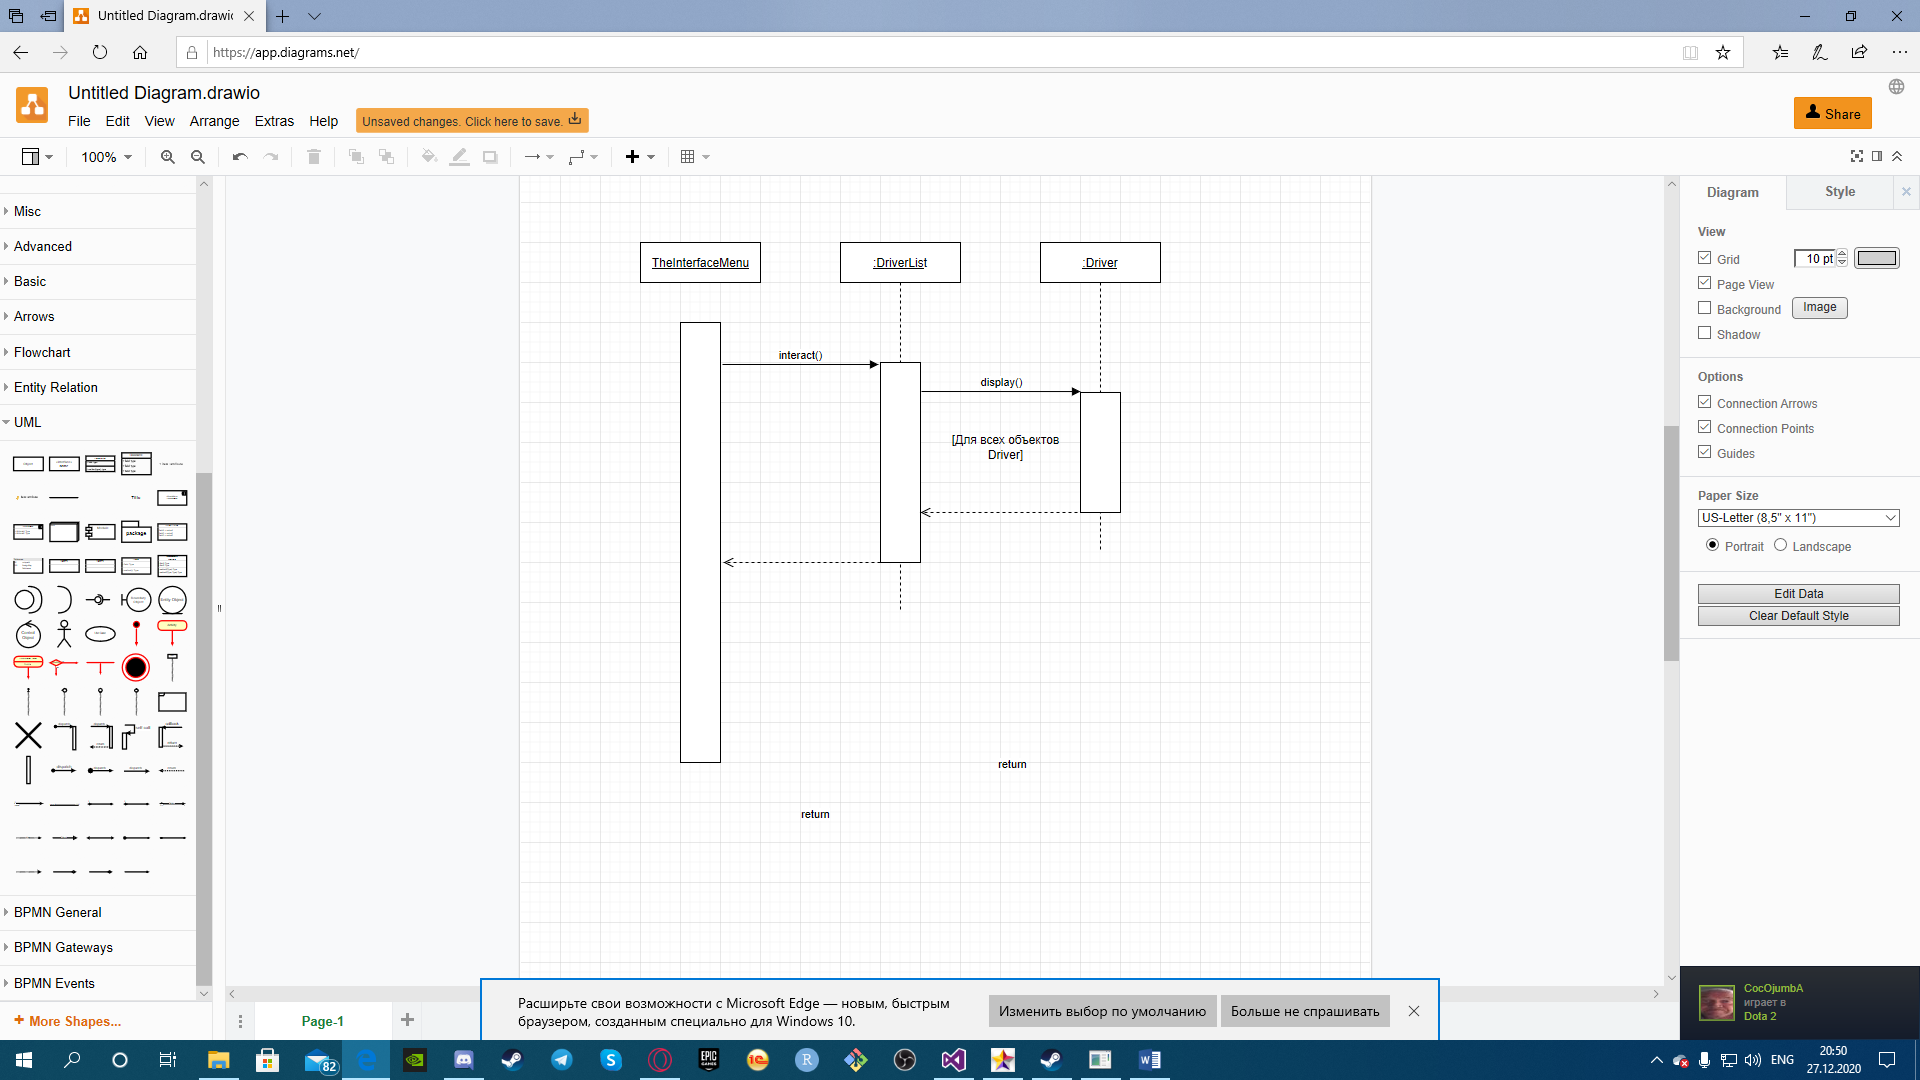 Untitled Diagram.drawio
https://app.diagrams.net/
Untitled Diagram.drawio
File Edit View Arrange Extras Help
Unsaved changes. Click here to save.
Share
100%
Misc
Advanced
Basic
Arrows
Flowchart
Entity Relation
UML
Title
package
BPMN General
BPMN Gateways
BPMN Events
+ More Shapes...
TheInterfaceMenu
:DriverList
:Driver
interact()
display()
[Для всех объектов
Driver]
return
return
Diagram
Style
View
Grid
10 pt
Page View
Background
Image
Shadow
Options
Connection Arrows
Connection Points
Guides
Paper Size
US-Letter (8,5" x 11")
Portrait
Landscape
Edit Data
Clear Default Style
Page-1
Расширьте свои возможности с Microsoft Edge — новым, быстрым
браузером, созданным специально для Windows 10.
Изменить выбор по умолчанию
Больше не спрашивать
CocOjumbA
играет в
Dota 2
82
EPIC
GAMES
ENG
20:50
27.12.2020